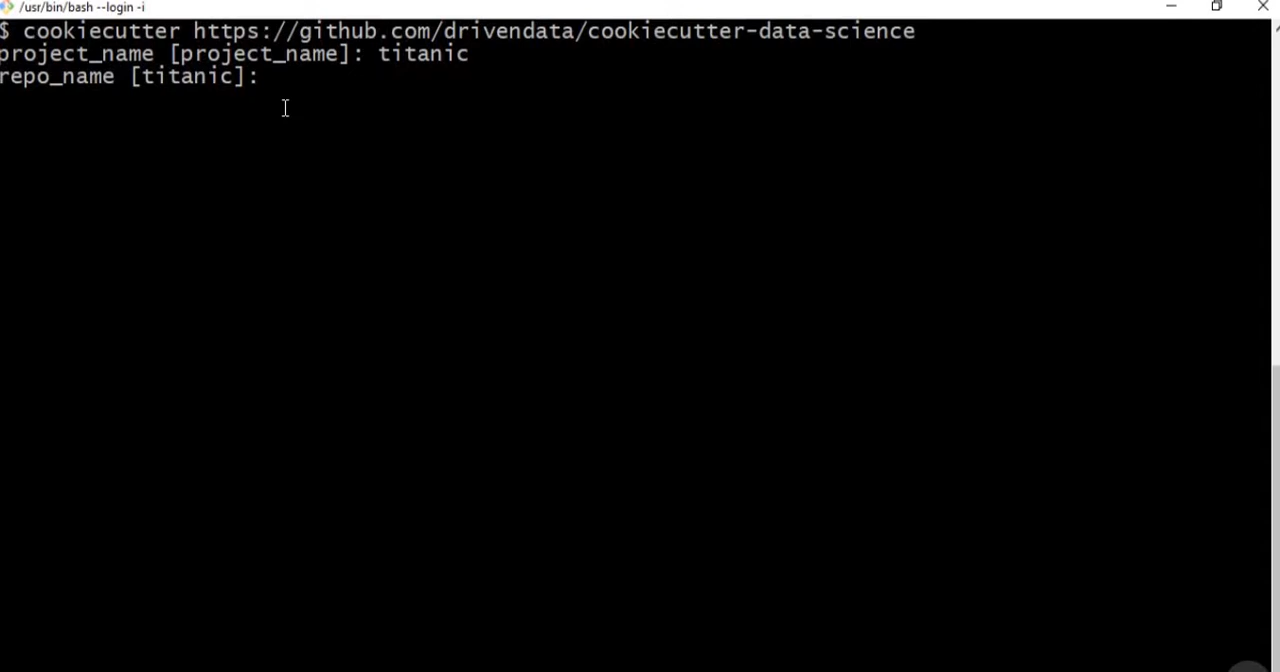 /usr/bin/bash --login -i
$ cookiecutter https://github.com/drivendata/cookiecutter-data-science
project_name [project_name]: titanic
repo_name [titanic]: